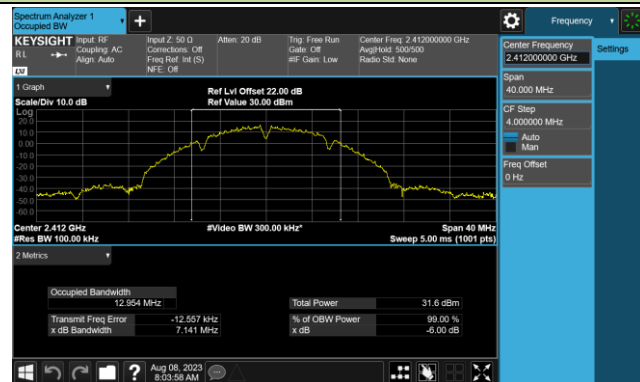 Spectrum Analyzer 1
Occupied BW
Frequency
KEYSIGHT
Input: RF
Input Z: 50 Ω
Atten: 20 dB
Trig: Free Run
Center Freq: 2.412000000 GHz
RL
Coupling: AC
Corrections: Off
Gate: Off
Avg|Hold: 500/500
Align: Auto
Freq Ref: Int (S)
#IF Gain: Low
Radio Std: None
NFE: Off
LXI
Center Frequency
2.412000000 GHz
Settings
Span
40.000 MHz
CF Step
4.000000 MHz
Auto
Man
Freq Offset
0 Hz
1 Graph
Scale/Div 10.0 dB
Ref Lvl Offset 22.00 dB
Ref Value 30.00 dBm
Log
20.0
10.0
0.00
-10.0
-20.0
-30.0
-40.0
-50.0
-60.0
Center 2.412 GHz
#Video BW 300.00 kHz*
Span 40 MHz
#Res BW 100.00 kHz
Sweep 5.00 ms (1001 pts)
2 Metrics
Occupied Bandwidth
12.954 MHz
Total Power
31.6 dBm
Transmit Freq Error
-12.557 kHz
% of OBW Power
99.00 %
x dB Bandwidth
7.141 MHz
x dB
-6.00 dB
?
Aug 08, 2023
8:03:58 AM